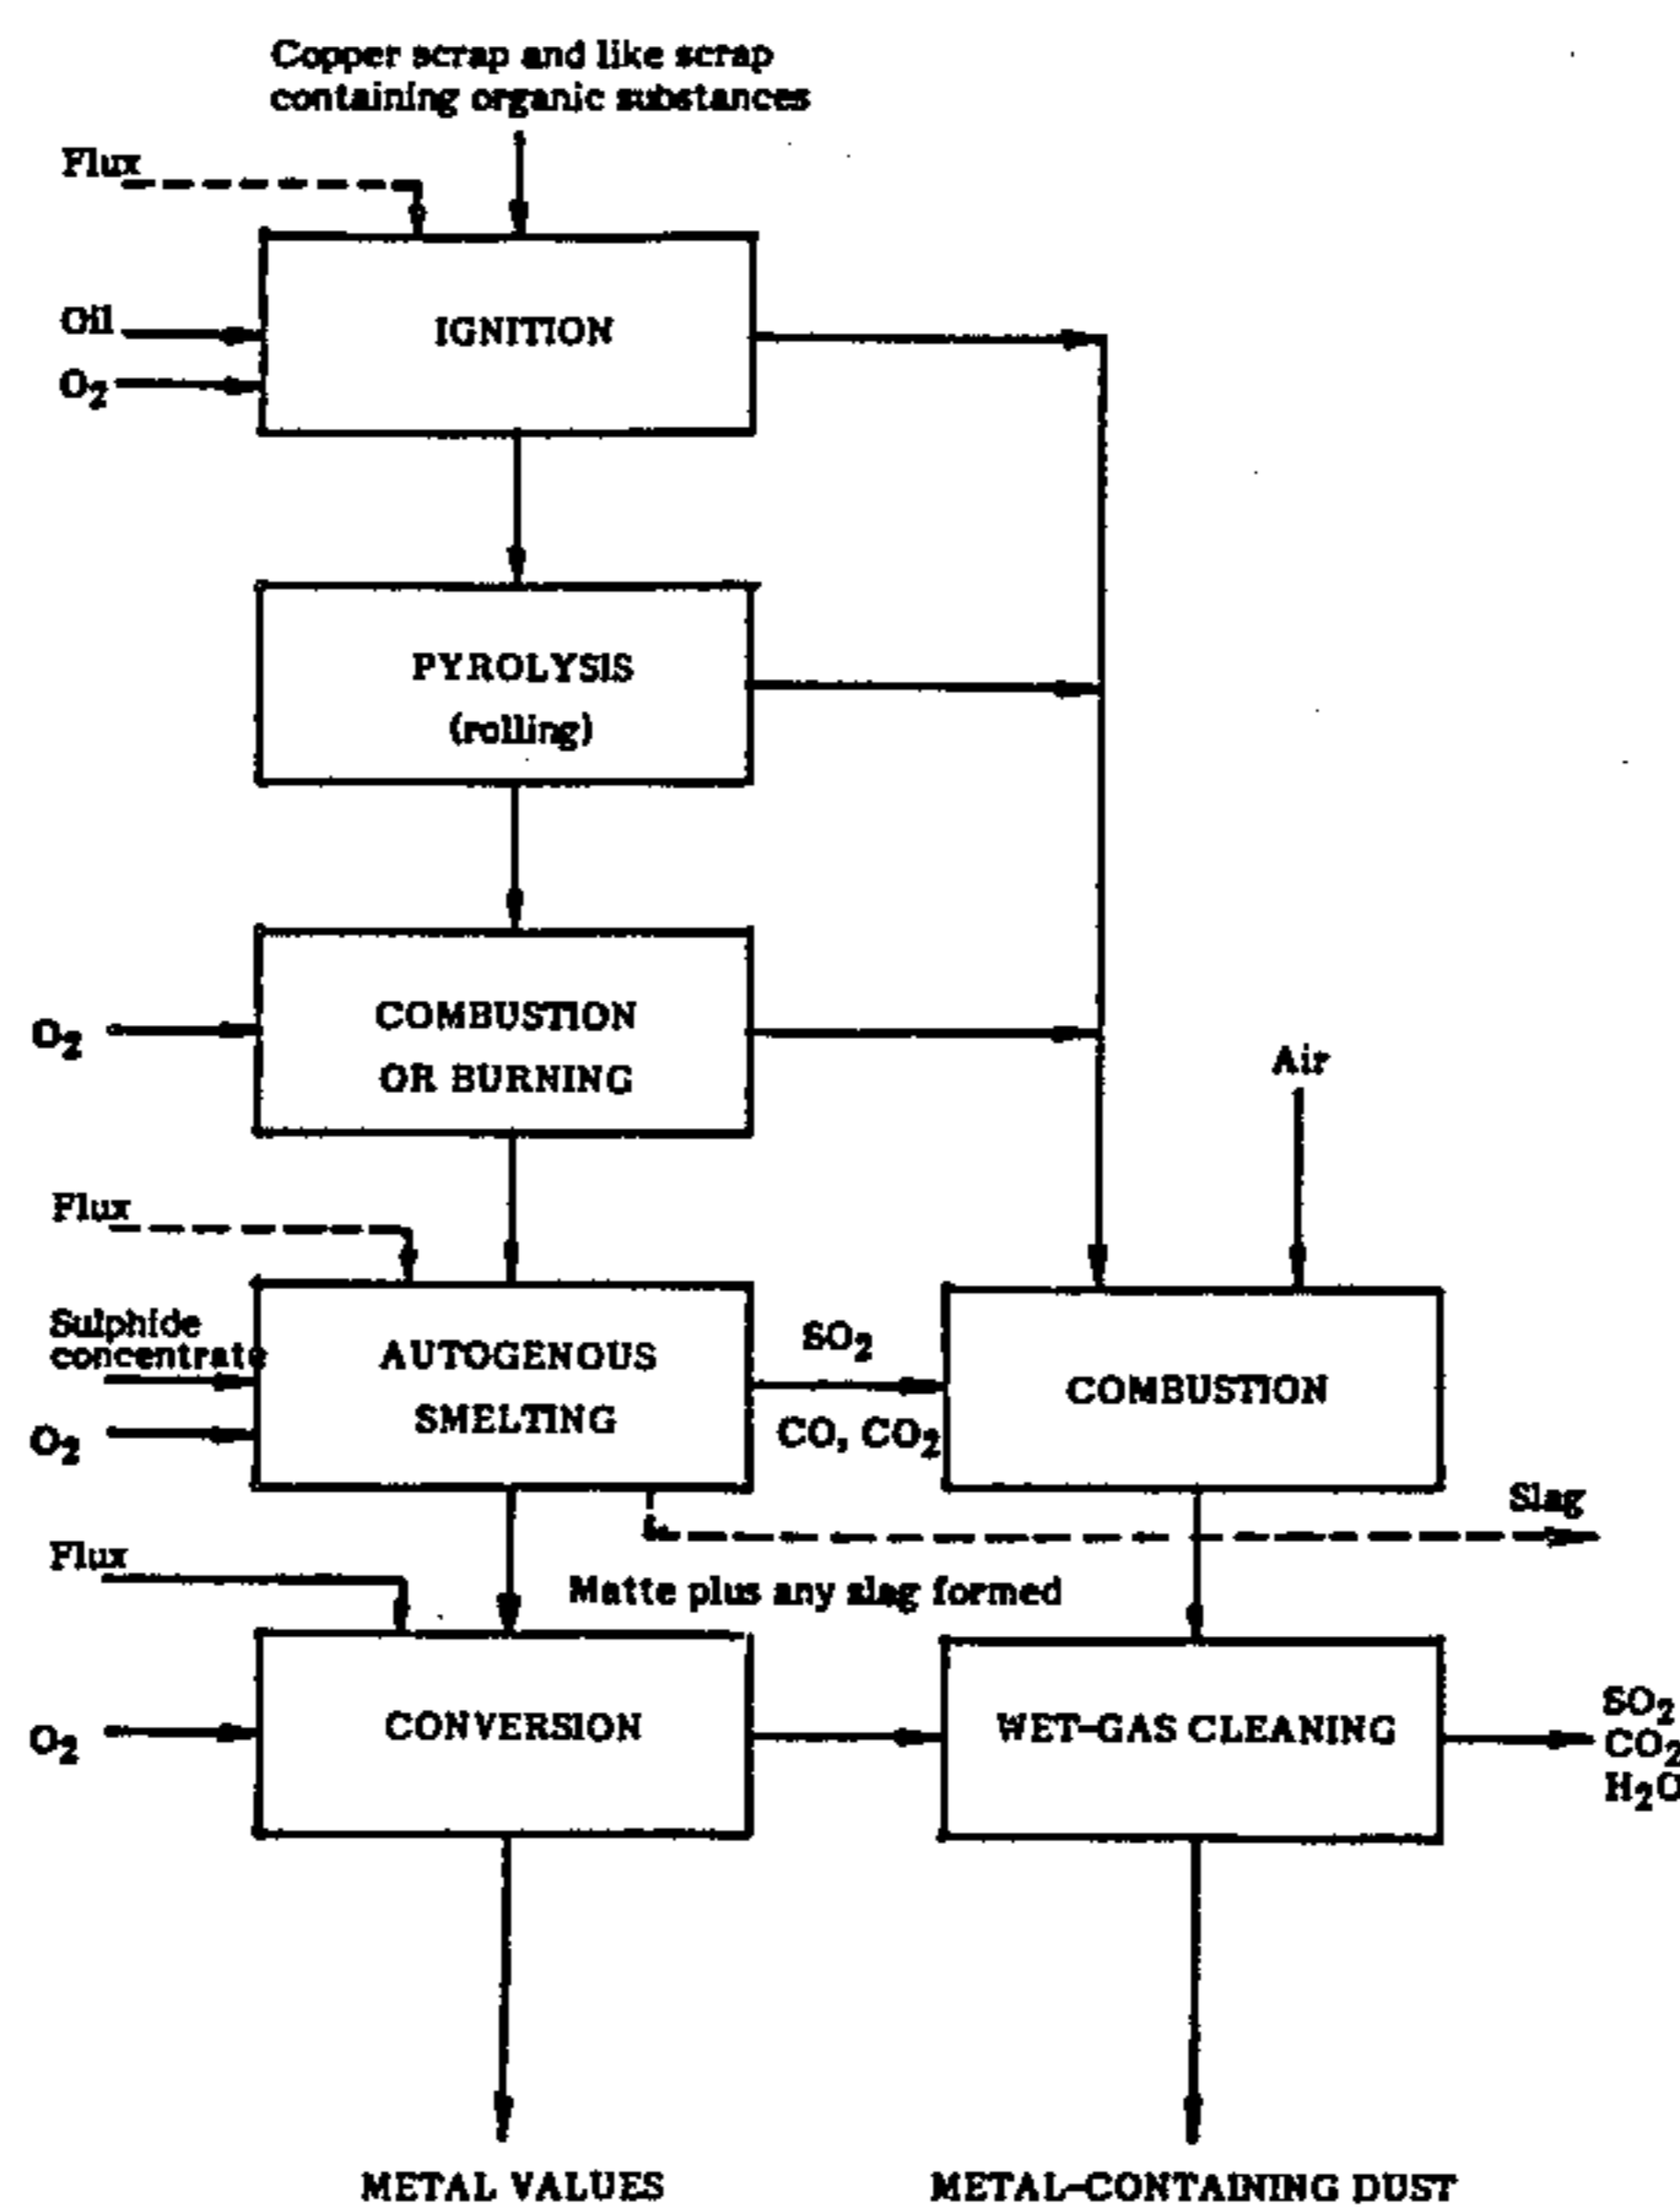 Copper scrap and like scrap
containing organic substances
Flux
Oil
O₂
IGNITION
PYROLYSIS
(rolling)
O₂
COMBUSTION
OR BURNING
Air
Flux
Sulphide
concentrate
O₂
AUTOGENOUS
SMELTING
SO₂
CO, CO₂
COMBUSTION
Slag
Flux
Matte plus any slag formed
O₂
CONVERSION
WET-GAS CLEANING
SO₂
CO₂
H₂O
METAL VALUES
METAL-CONTAINING DUST